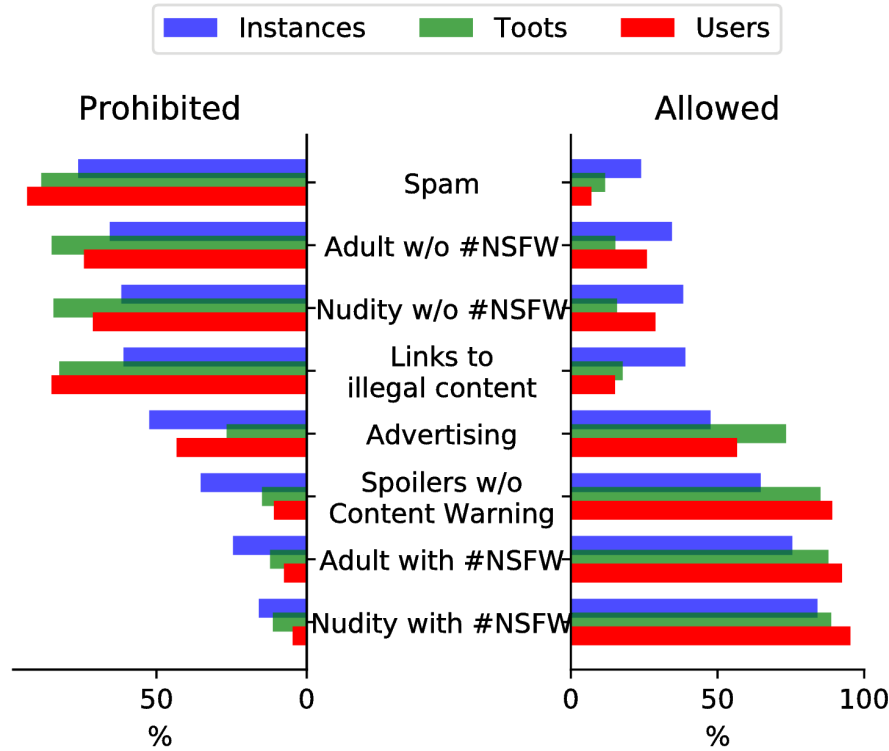 Instances Toots Users
Prohibited
Allowed
Spam
Adult w/o #NSFW
Nudity w/o #NSFW
Links to
illegal content
Advertising
Spoilers w/o
Content Warning
Adult with #NSFW
Nudity with #NSFW
50 0
%
0 50 100
%